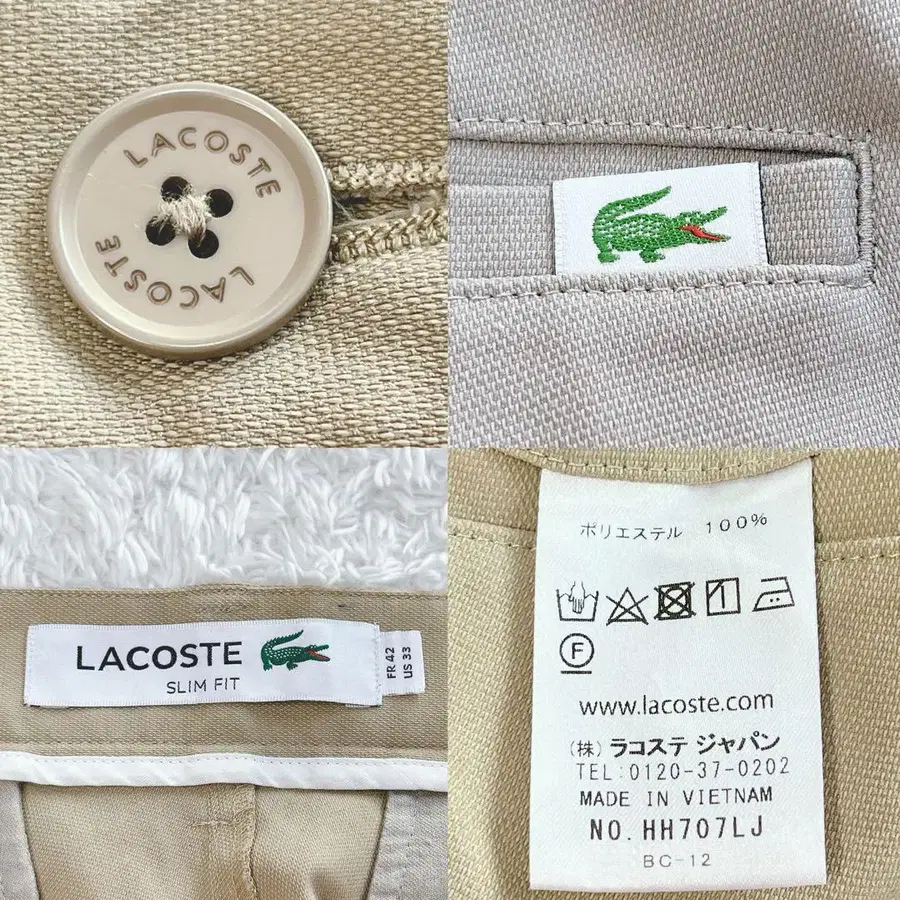 LACOSTE
LACOSTE
LACOSTE
SLIM FIT
FR 42
US 33
ポリエステル 100%
F
www.lacoste.com
(株) ラコステ ジャパン
TEL:0120-37-0202
MADE IN VIETNAM
NO. HH707LJ
BC-12